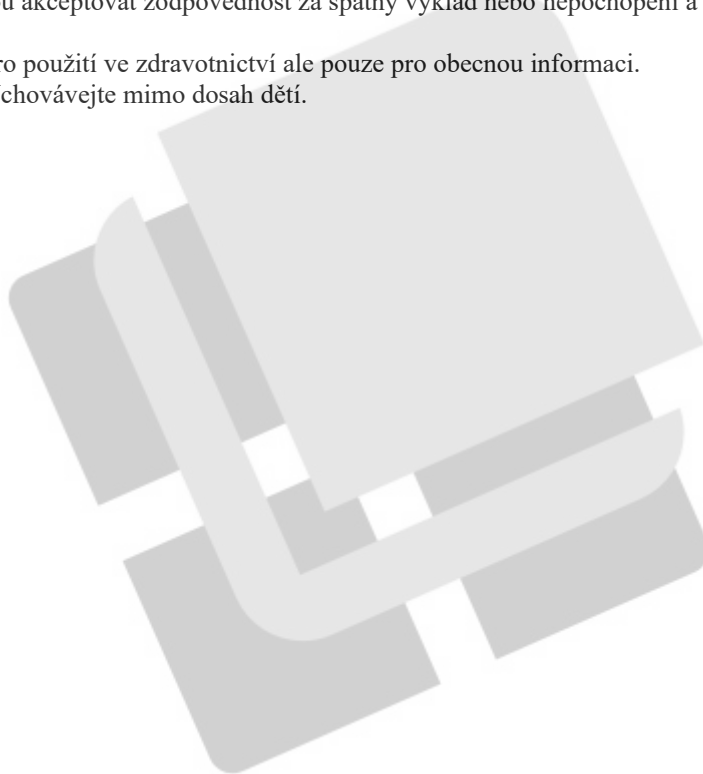 akceptovat zodpovědnost za špatný výklad nebo nepochopení a
použití ve zdravotnictví ale pouze pro obecnou informaci.
chovávejte mimo dosah dětí.